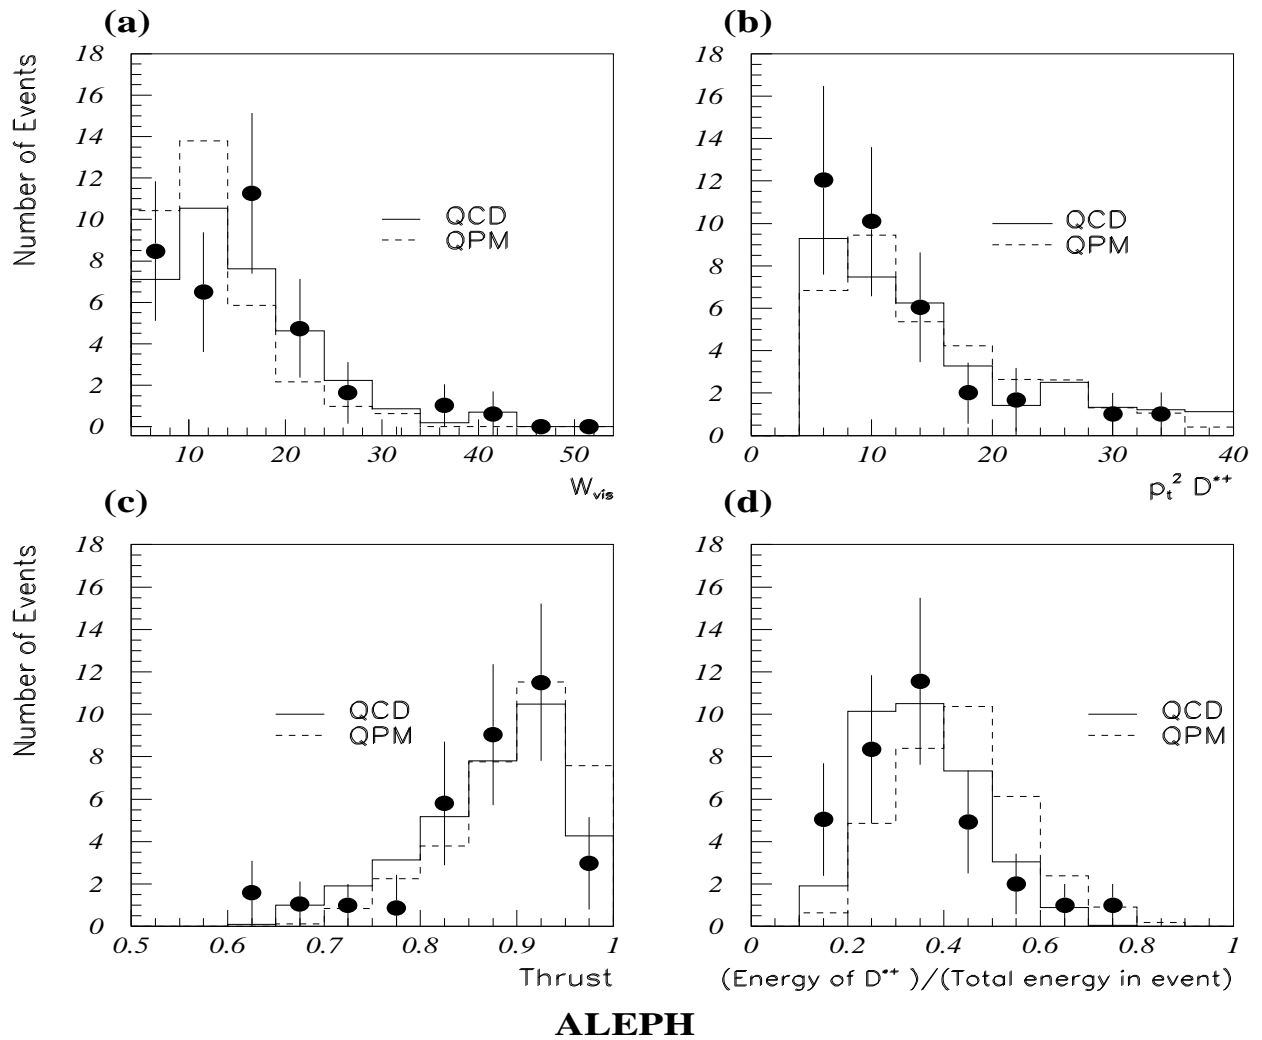 (a)
(b)
Number of Events
18
16
14
12
10
8
6
4
2
0
10 20 30 40 50
W_vis
QCD
QPM
Number of Events
18
16
14
12
10
8
6
4
2
0
0 10 20 30 40
p_t² D*+
QCD
QPM
(c)
(d)
Number of Events
18
16
14
12
10
8
6
4
2
0
0.5 0.6 0.7 0.8 0.9 1
Thrust
QCD
QPM
18
16
14
12
10
8
6
4
2
0
0 0.2 0.4 0.6 0.8 1
(Energy of D*+ )/(Total energy in event)
QCD
QPM
ALEPH